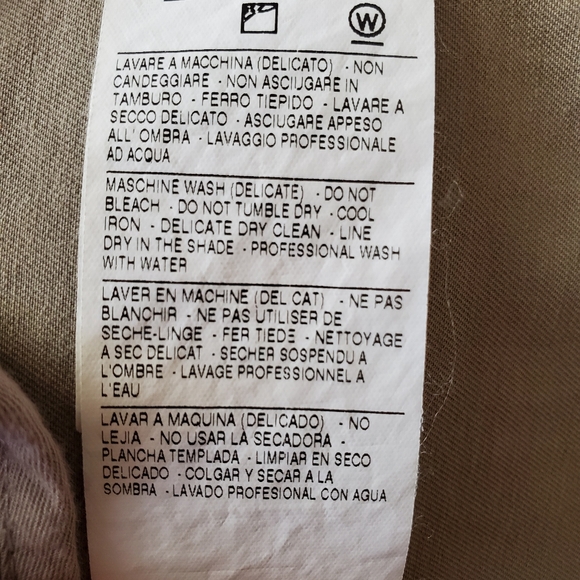 W
LAVARE A MACCHINA (DELICATO) - NON
CANDEGGIARE - NON ASCIUGARE IN
TAMBURO - FERRO TIEPIDO - LAVARE A
SECCO DELICATO - ASCIUGARE APPESO
ALL' OMBRA - LAVAGGIO PROFESSIONALE
AD ACQUA
MASCHINE WASH (DELICATE) - DO NOT
BLEACH - DO NOT TUMBLE DRY - COOL
IRON - DELICATE DRY CLEAN - LINE
DRY IN THE SHADE - PROFESSIONAL WASH
WITH WATER
LAVER EN MACHINE (DEL CAT) - NE PAS
BLANCHIR - NE PAS UTILISER DE
SECHE-LINGE - FER TIEDE - NETTOYAGE
A SEC DELICAT - SECHER SOSPENDU A
L'OMBRE - LAVAGE PROFESSIONNEL A
L'EAU
LAVAR A MAQUINA (DELICADO) - NO
LEJIA - NO USAR LA SECADORA -
PLANCHA TEMPLADA - LIMPIAR EN SECO
DELICADO - COLGAR Y SECAR A LA
SOMBRA - LAVADO PROFESIONAL CON AGUA